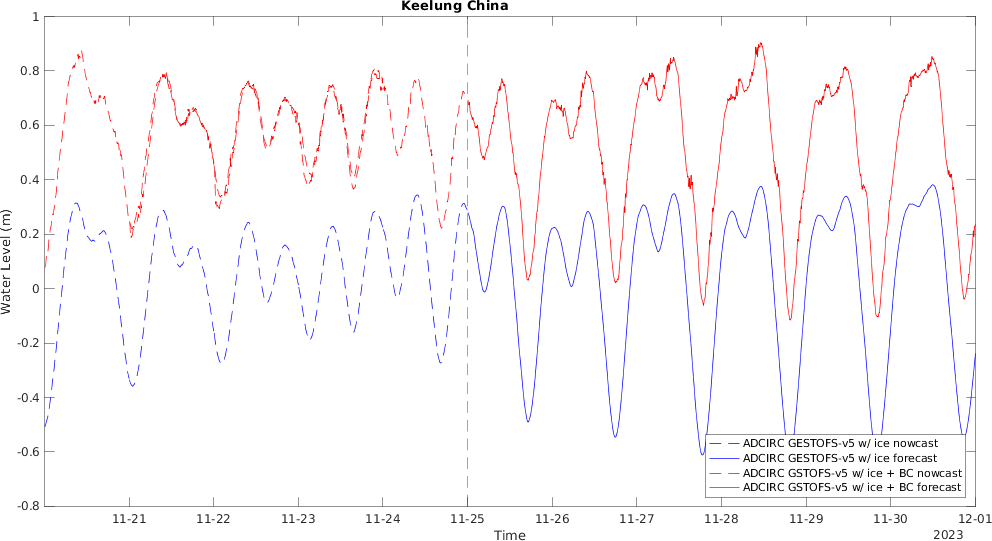 Keelung China
Water Level (m)
1
0.8
0.6
0.4
0.2
0
-0.2
-0.4
-0.6
-0.8
ADCIRC GESTOFS-v5 w/ ice nowcast
ADCIRC GESTOFS-v5 w/ ice forecast
ADCIRC GSTOFS-v5 w/ ice + BC nowcast
ADCIRC GSTOFS-v5 w/ ice + BC forecast
11-21 11-22 11-23 11-24 11-25 11-26 11-27 11-28 11-29 11-30 12-01
Time
2023